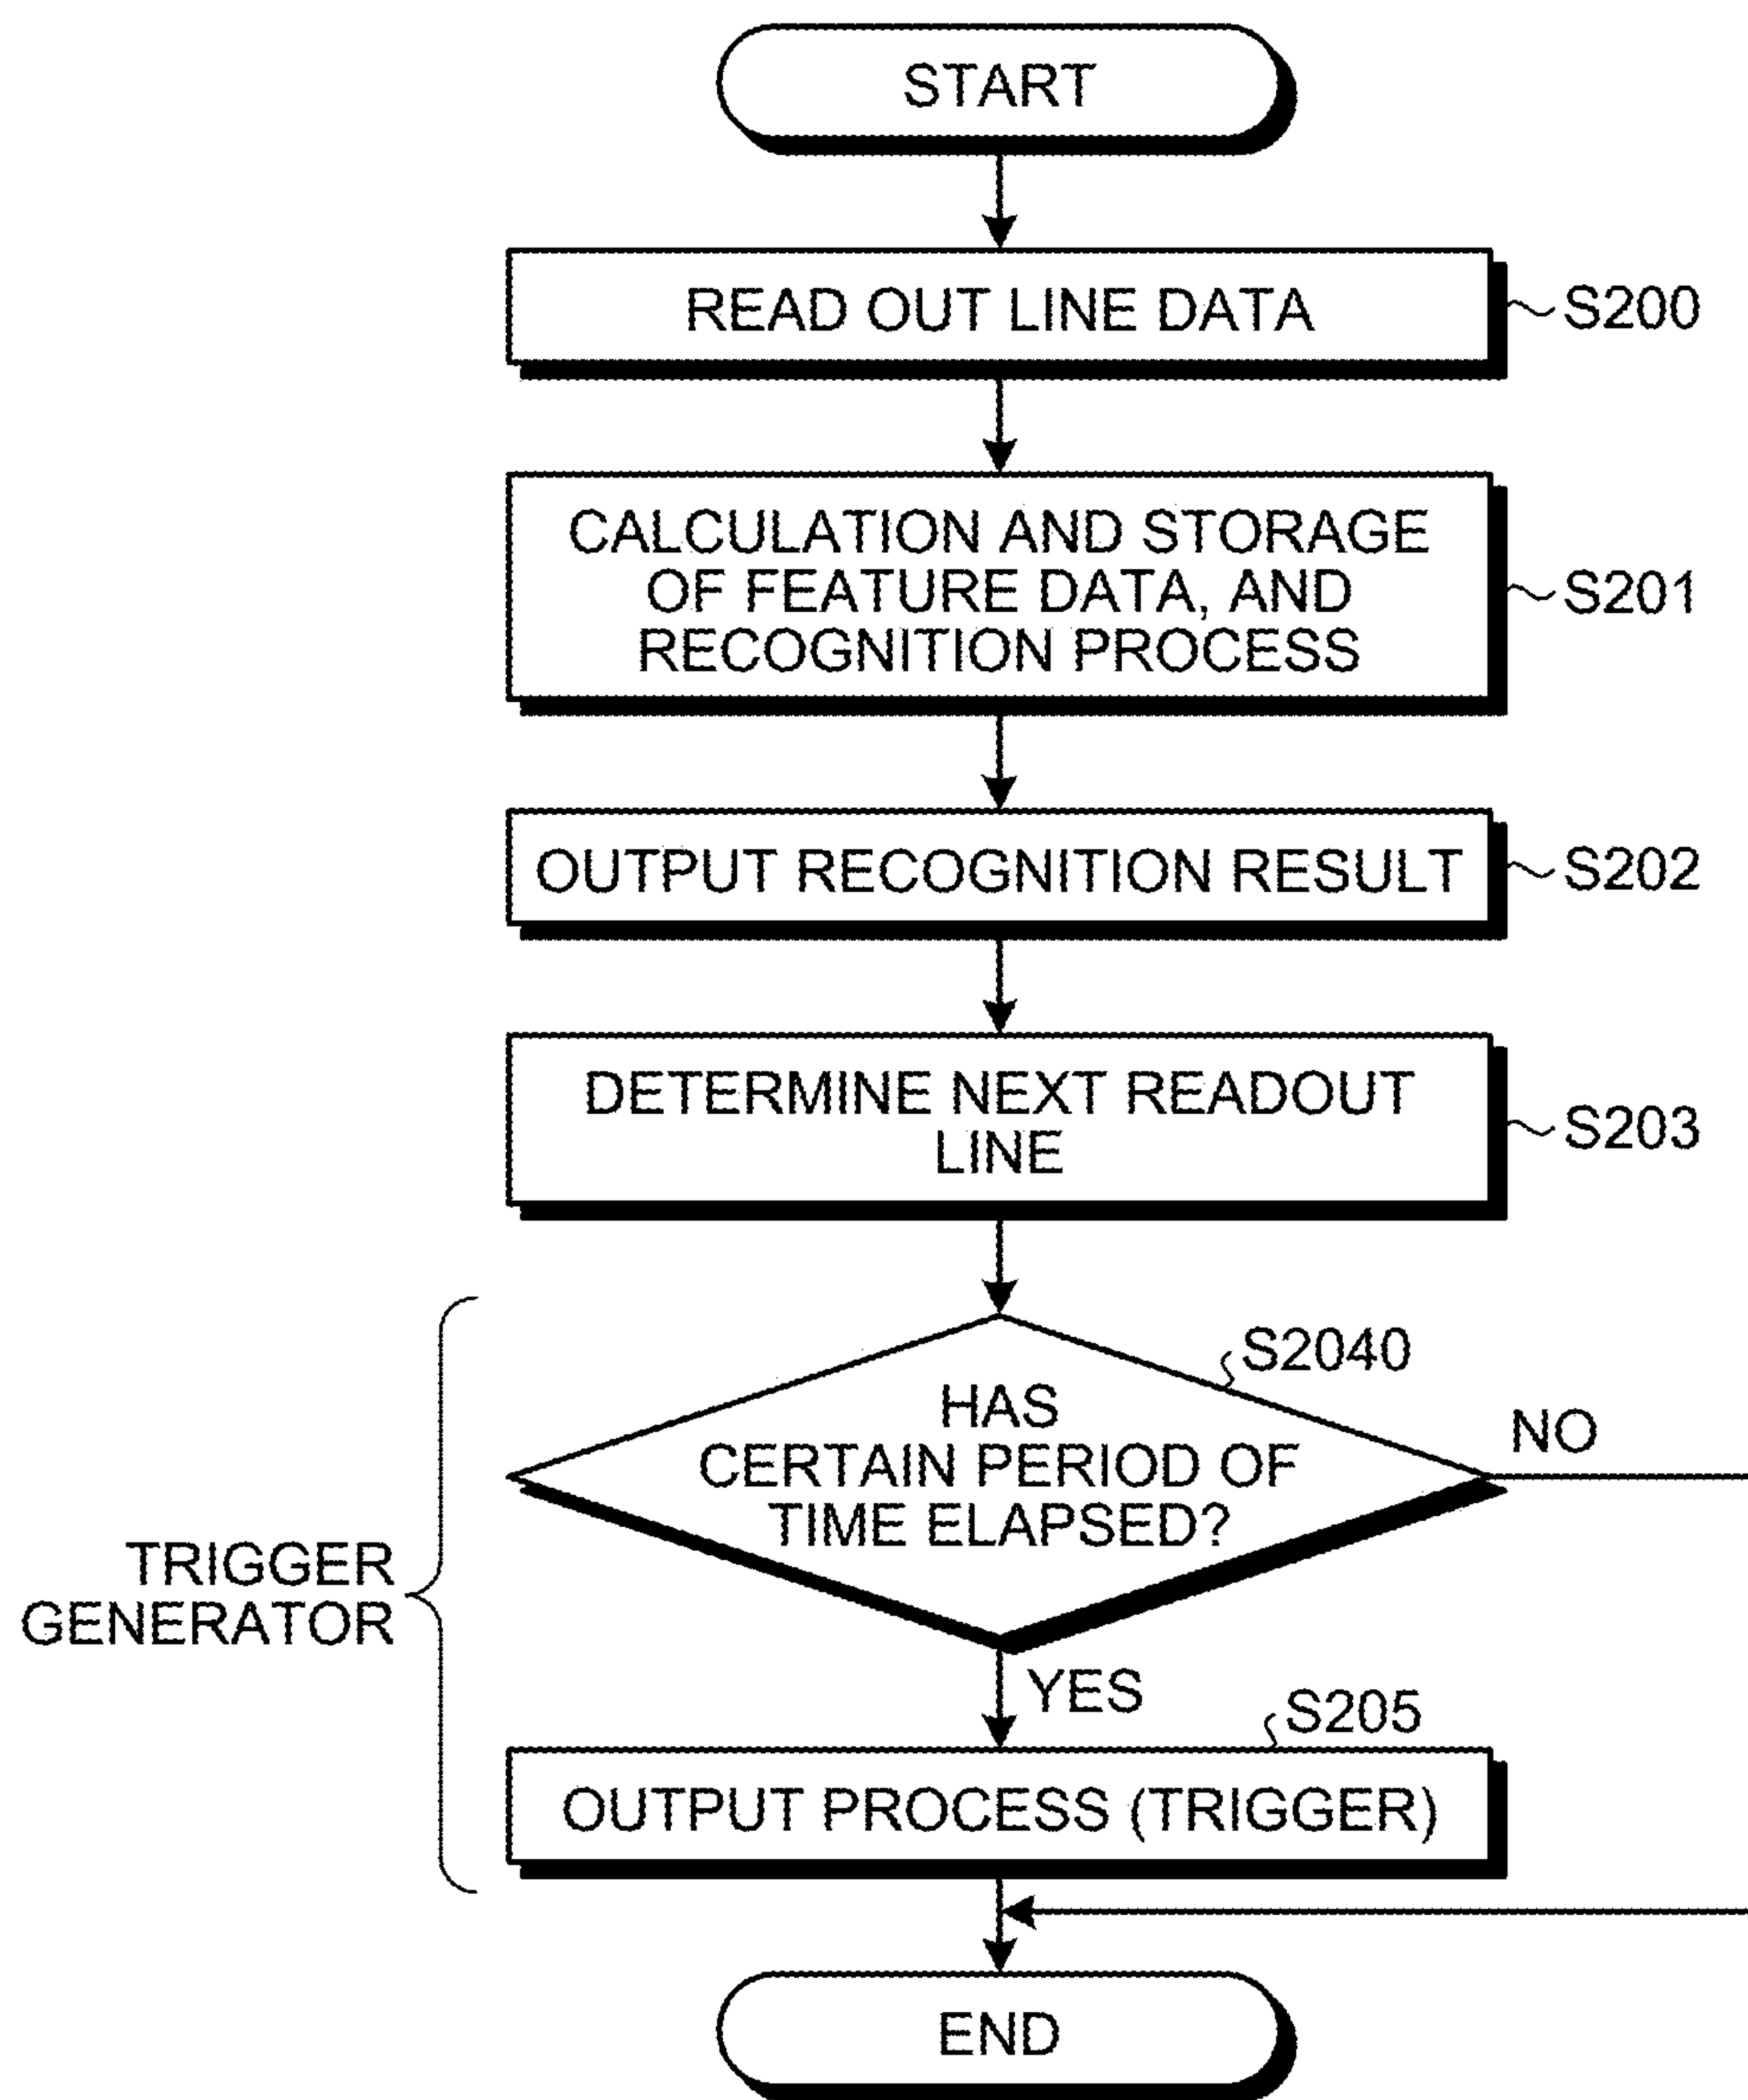 START
READ OUT LINE DATA
S200
CALCULATION AND STORAGE
OF FEATURE DATA, AND
RECOGNITION PROCESS
S201
OUTPUT RECOGNITION RESULT
S202
DETERMINE NEXT READOUT
LINE
S203
S2040
HAS
CERTAIN PERIOD OF
TIME ELAPSED?
NO
TRIGGER
GENERATOR
YES
S205
OUTPUT PROCESS (TRIGGER)
END